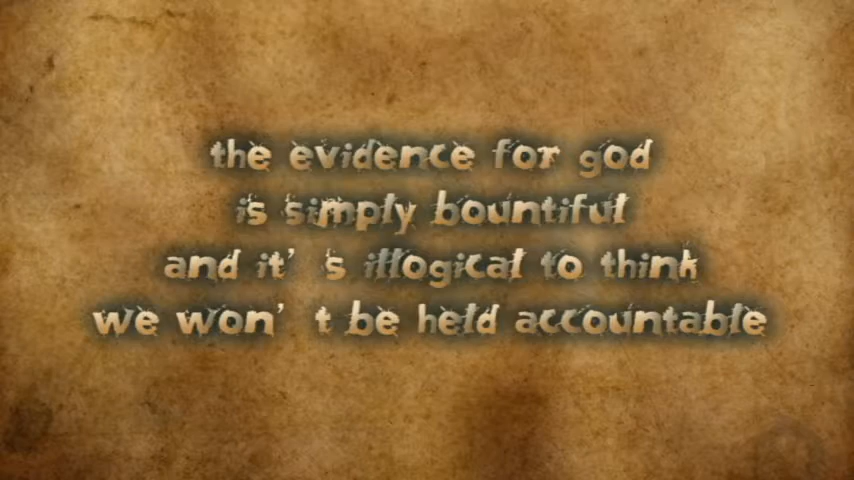 the evidence for god
is simply bountiful
and it's illogical to think
we won't be held accountable